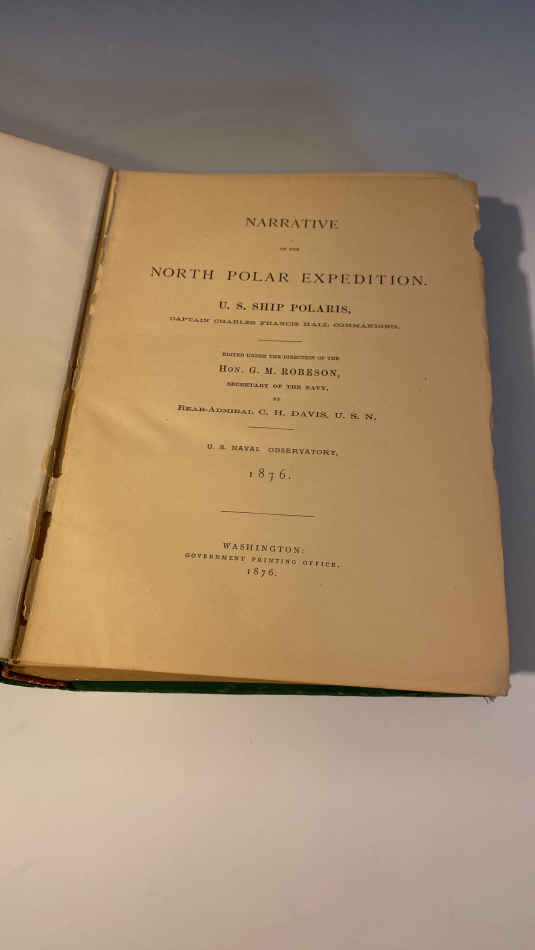 NARRATIVE
OF THE
NORTH POLAR EXPEDITION.
U. S. SHIP POLARIS,
CAPTAIN CHARLES FRANCIS HALL COMMANDING.
EDITED UNDER THE DIRECTION OF THE
HON. G. M. ROBESON,
SECRETARY OF THE NAVY,
BY
REAR-ADMIRAL C. H. DAVIS, U. S. N.
U. S. NAVAL OBSERVATORY,
1876.
WASHINGTON:
GOVERNMENT PRINTING OFFICE,
1876.